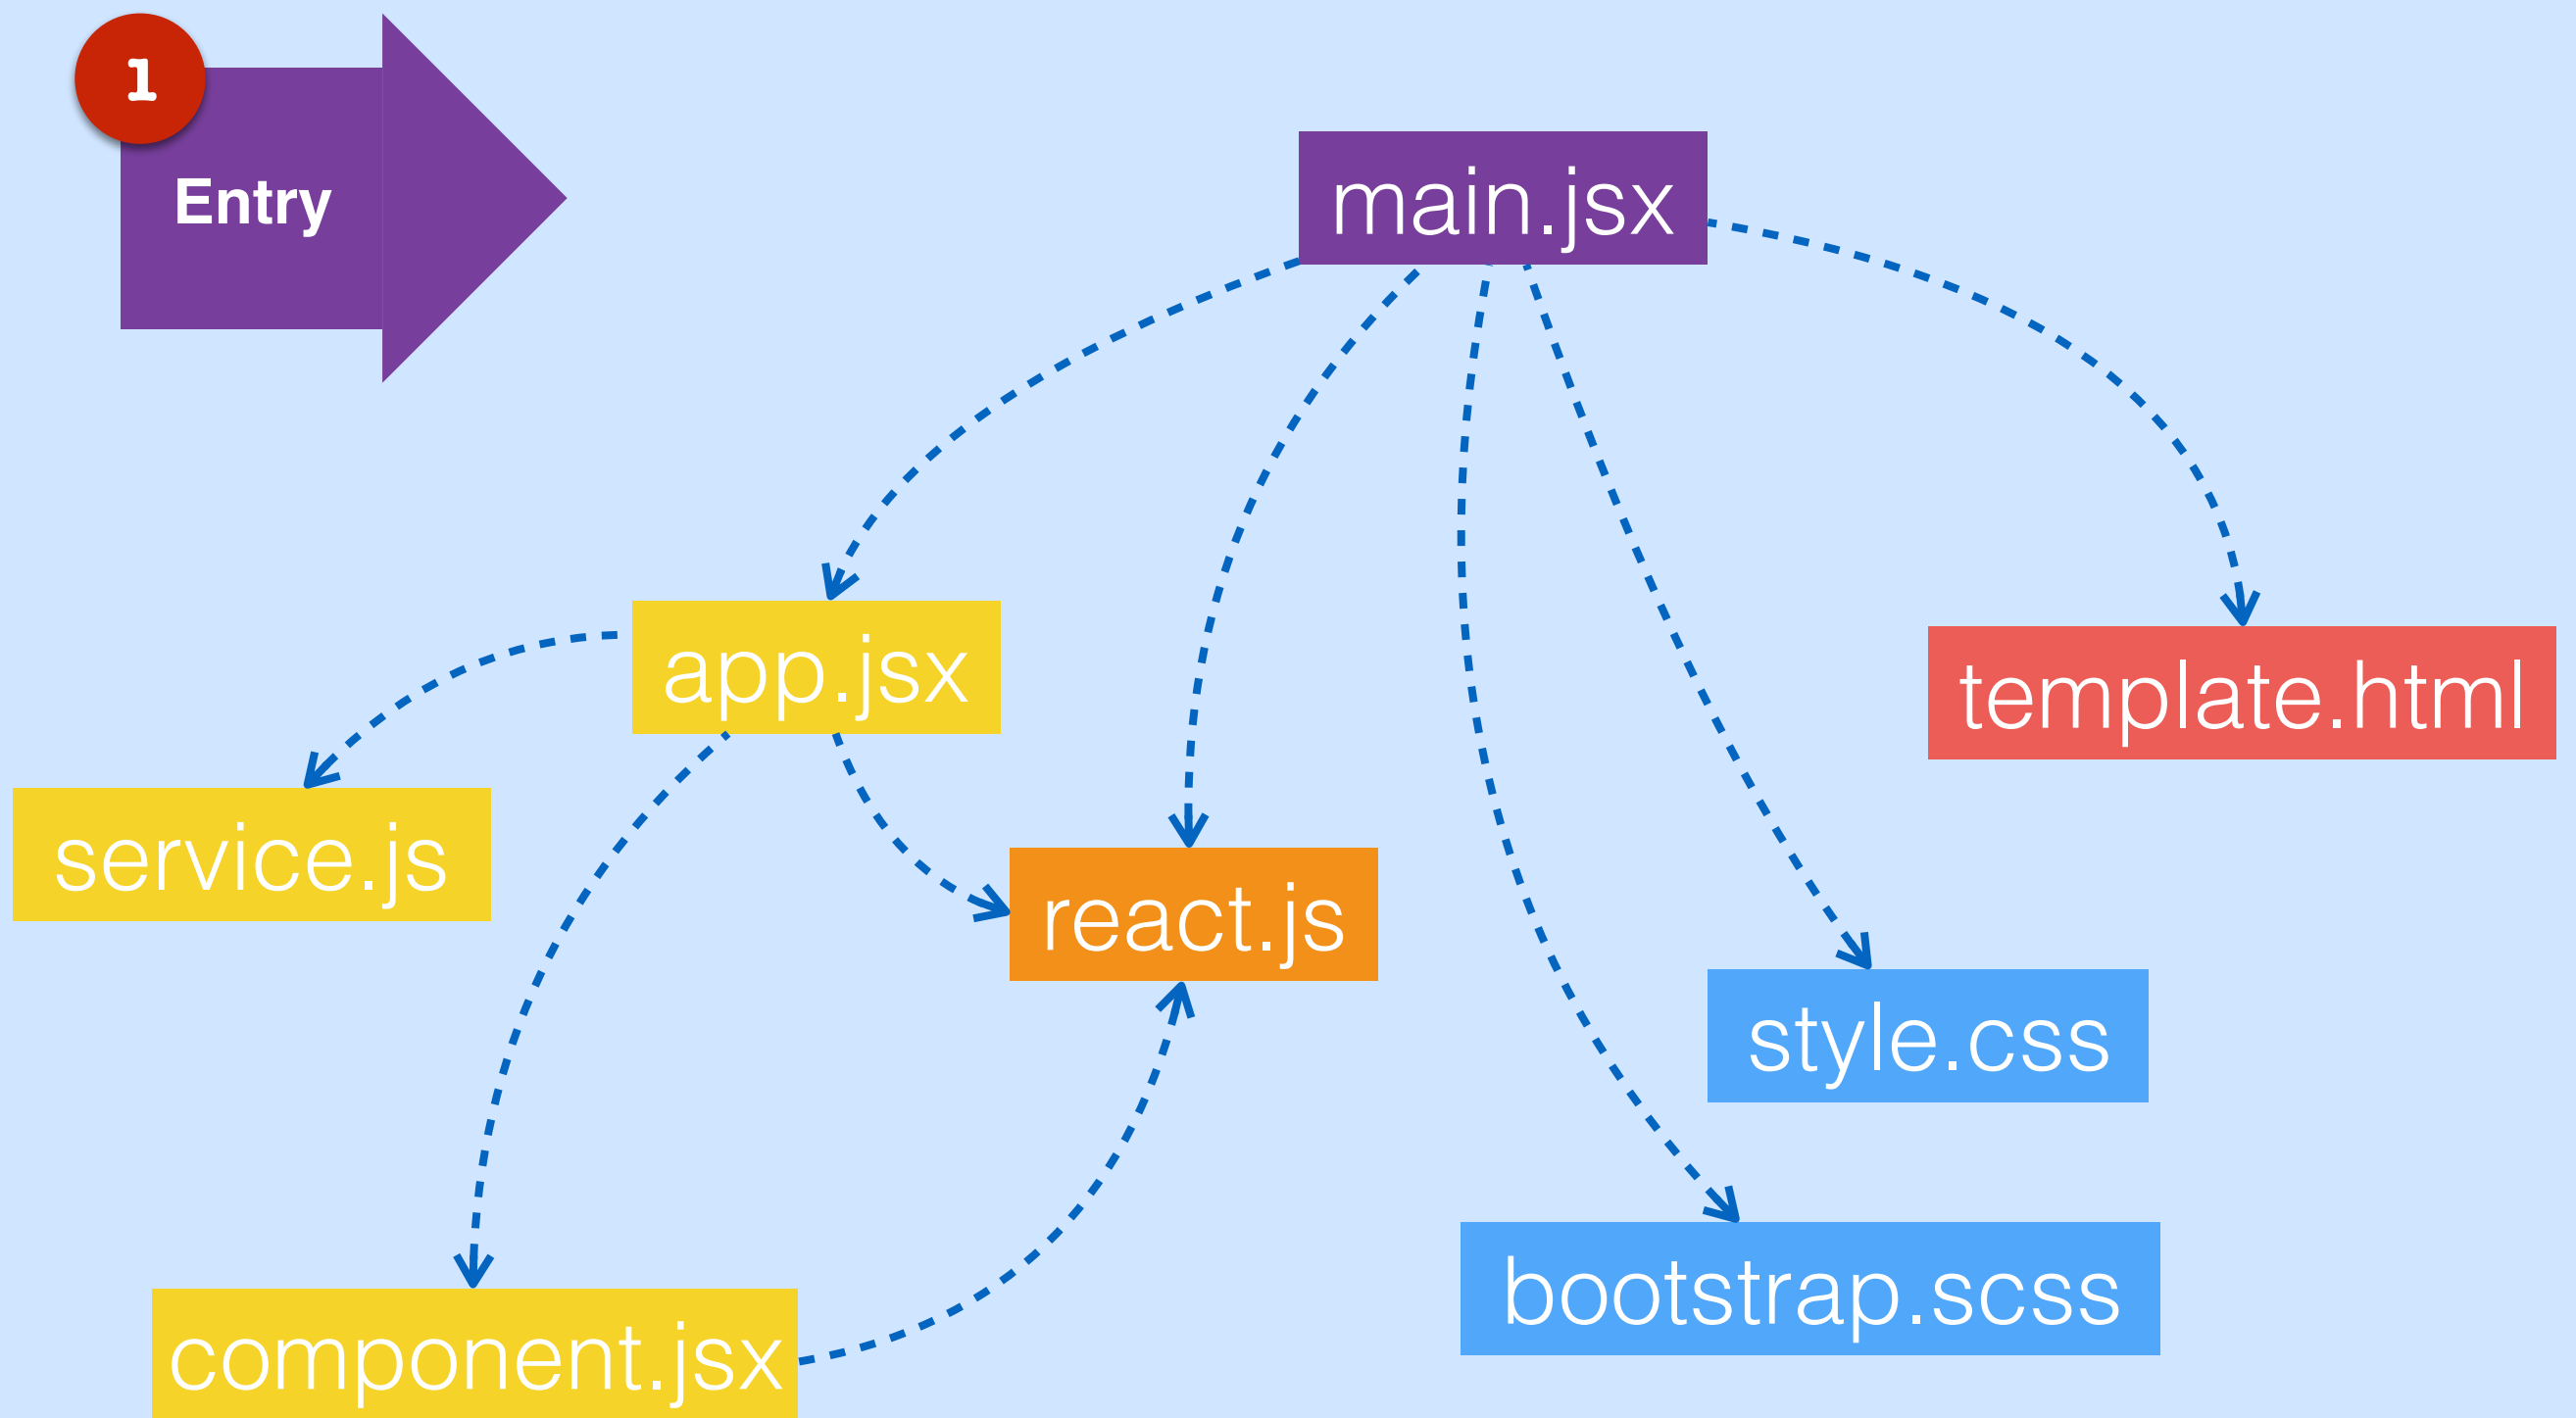 1
Entry
main.jsx
app.jsx
template.html
service.js
react.js
style.css
bootstrap.scss
component.jsx